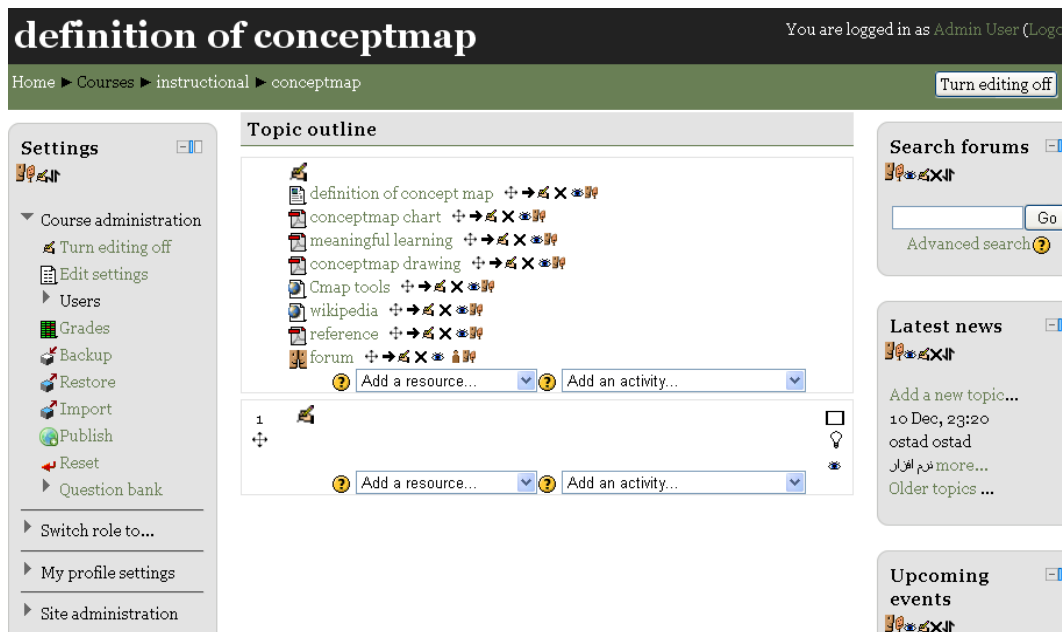 definition of conceptmap
You are logged in as Admin User (Logo
Home ► Courses ► instructional ► conceptmap
Turn editing off
Settings
Course administration
Turn editing off
Edit settings
Users
Grades
Backup
Restore
Import
Publish
Reset
Question bank
Switch role to...
My profile settings
Site administration
Topic outline
definition of concept map
conceptmap chart
meaningful learning
conceptmap drawing
Cmap tools
wikipedia
reference
forum
Add a resource... Add an activity...
1
Add a resource... Add an activity...
Search forums
Go
Advanced search
Latest news
Add a new topic...
10 Dec, 23:20
ostad ostad
نرم افزار more...
Older topics ...
Upcoming
events